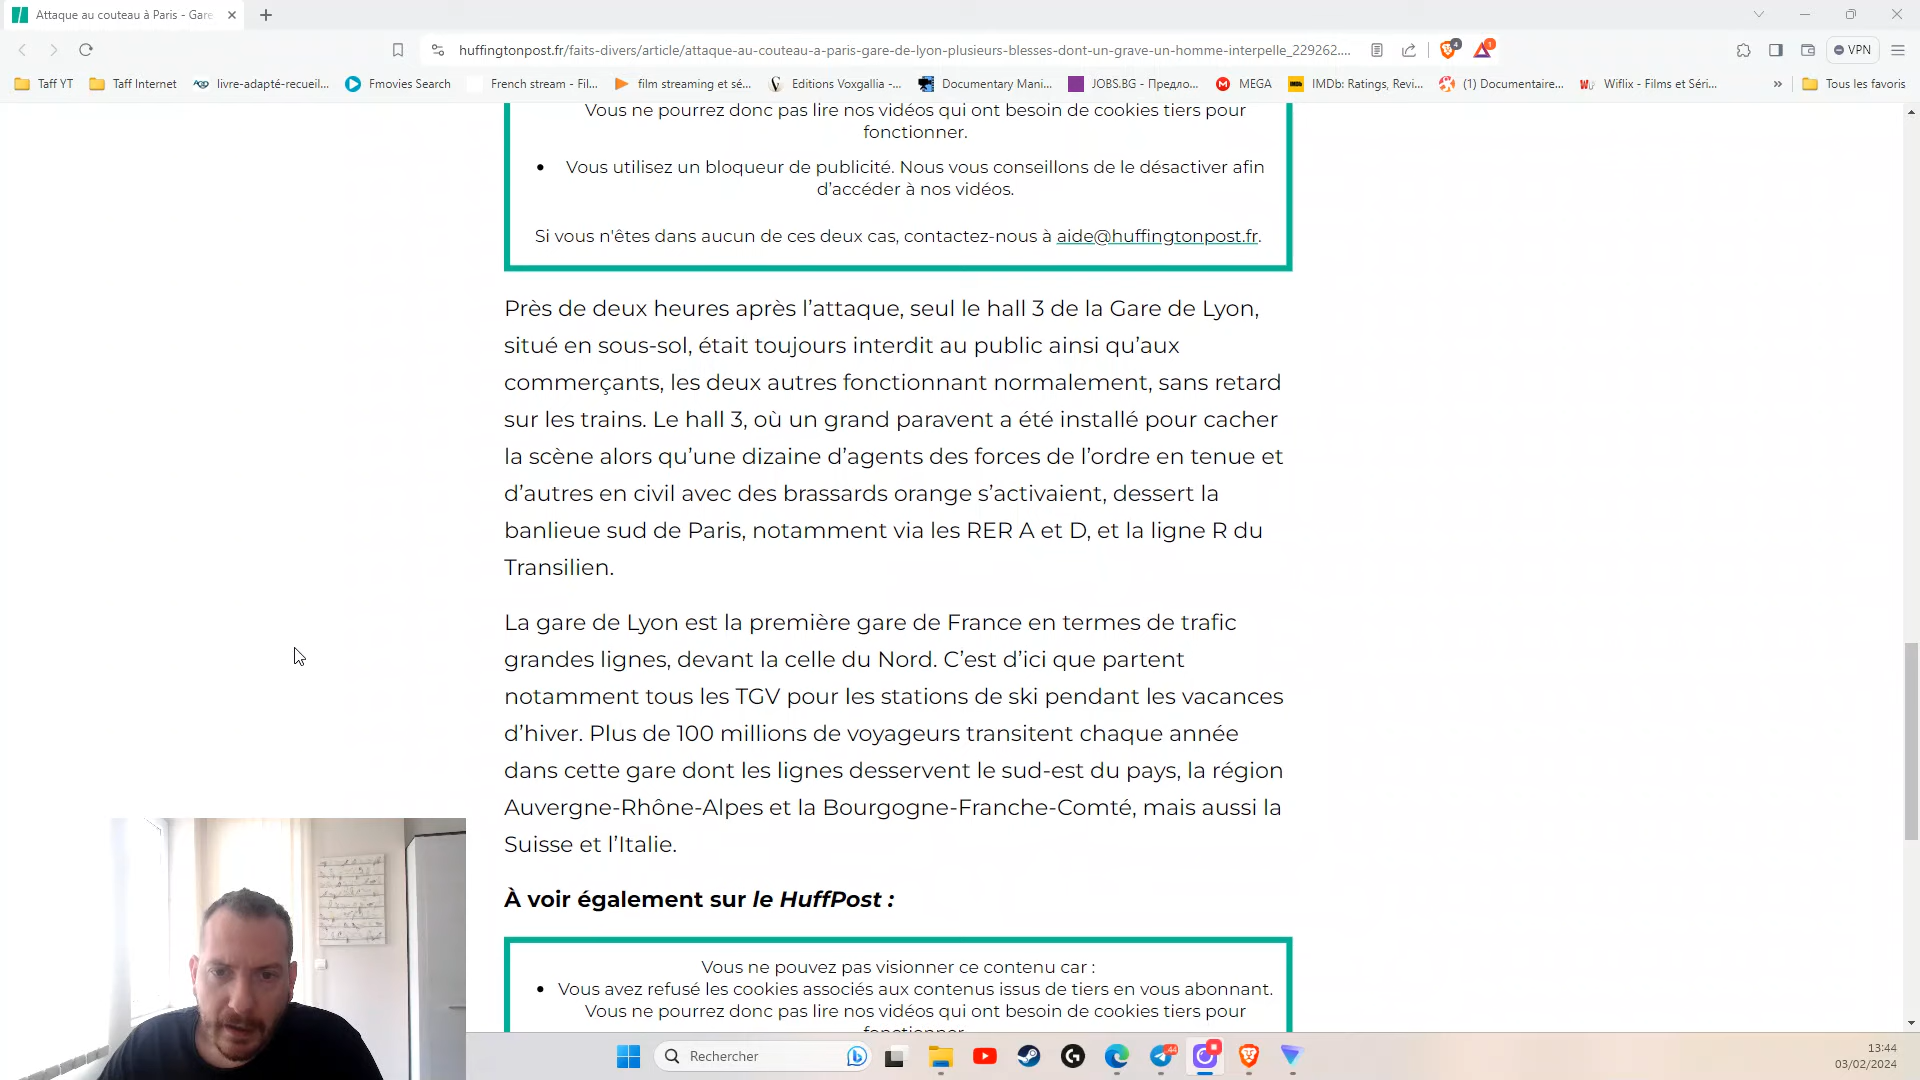 Attaque au couteau à Paris - Gare
huffingtonpost.fr/faits-divers/article/attaque-au-couteau-a-paris-gare-de-lyon-plusieurs-blesses-dont-un-grave-un-homme-interpelle_229262....
4
1
VPN
Taff YT
Taff Internet
livre-adapté-recueil...
Fmovies Search
French stream - Fil...
film streaming et sé...
Editions Voxgallia -...
Documentary Mani...
JOBS.BG - Предло...
MEGA
IMDb: Ratings, Revi...
(1) Documentaire...
Wiflix - Films et Séri...
»
Tous les favoris
Vous ne pourrez donc pas lire nos vidéos qui ont besoin de cookies tiers pour
fonctionner.
• Vous utilisez un bloqueur de publicité. Nous vous conseillons de le désactiver afin
d’accéder à nos vidéos.
Si vous n'êtes dans aucun de ces deux cas, contactez-nous à aide@huffingtonpost.fr.
Près de deux heures après l’attaque, seul le hall 3 de la Gare de Lyon,
situé en sous-sol, était toujours interdit au public ainsi qu’aux
commerçants, les deux autres fonctionnant normalement, sans retard
sur les trains. Le hall 3, où un grand paravent a été installé pour cacher
la scène alors qu’une dizaine d’agents des forces de l’ordre en tenue et
d’autres en civil avec des brassards orange s’activaient, dessert la
banlieue sud de Paris, notamment via les RER A et D, et la ligne R du
Transilien.
La gare de Lyon est la première gare de France en termes de trafic
grandes lignes, devant la celle du Nord. C’est d’ici que partent
notamment tous les TGV pour les stations de ski pendant les vacances
d’hiver. Plus de 100 millions de voyageurs transitent chaque année
dans cette gare dont les lignes desservent le sud-est du pays, la région
Auvergne-Rhône-Alpes et la Bourgogne-Franche-Comté, mais aussi la
Suisse et l’Italie.
À voir également sur le HuffPost :
Vous ne pouvez pas visionner ce contenu car :
• Vous avez refusé les cookies associés aux contenus issus de tiers en vous abonnant.
Vous ne pourrez donc pas lire nos vidéos qui ont besoin de cookies tiers pour
fonctionner.
Rechercher
44
13:44
03/02/2024